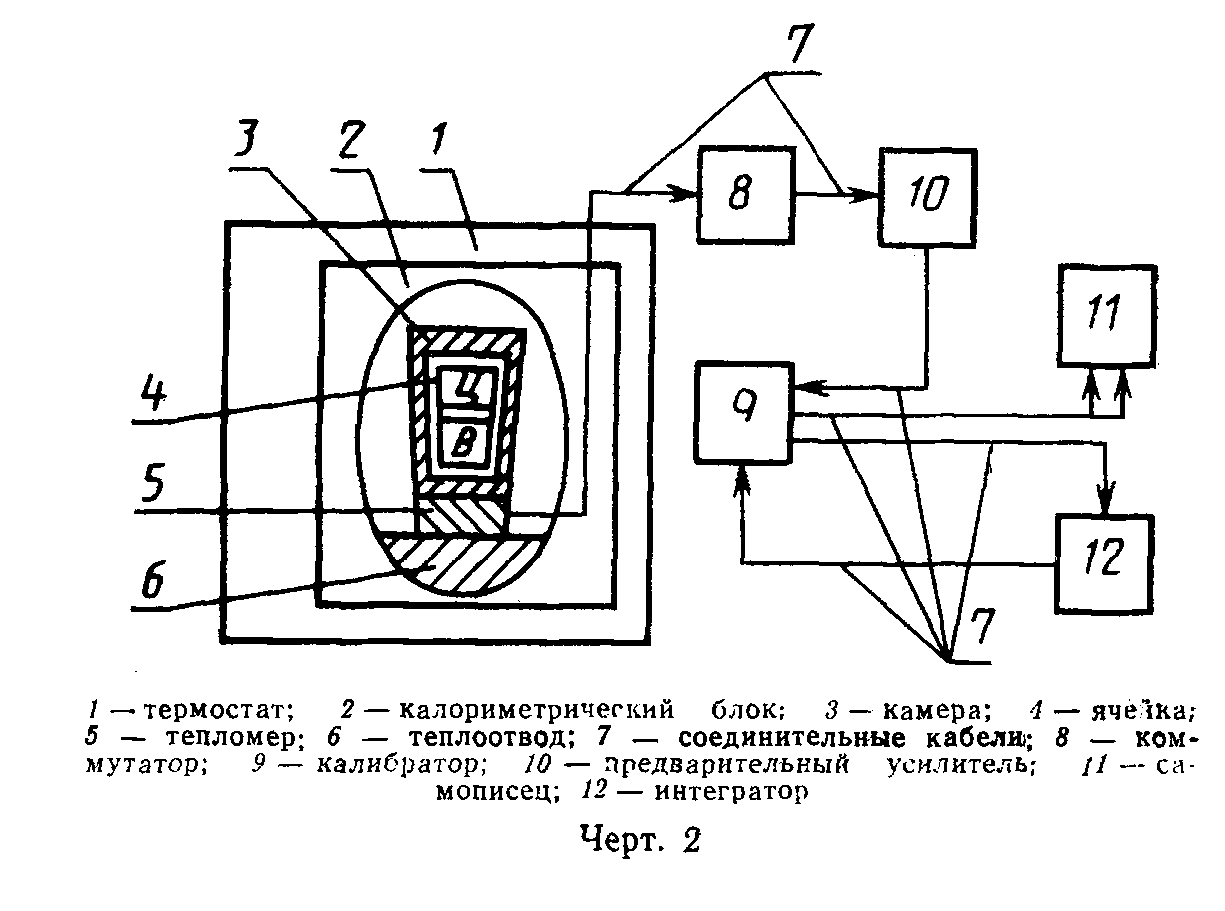 7
3 2 1
8 10
11
4 Ц
9
В
5
12
6
7
1 — термостат; 2 — калориметрический блок; 3 — камера; 4 — ячейка;
5 — тепломер; 6 — теплоотвод; 7 — соединительные кабели; 8 — ком-
мутатор; 9 — калибратор; 10 — предварительный усилитель; 11 — са-
мописец; 12 — интегратор
Черт. 2